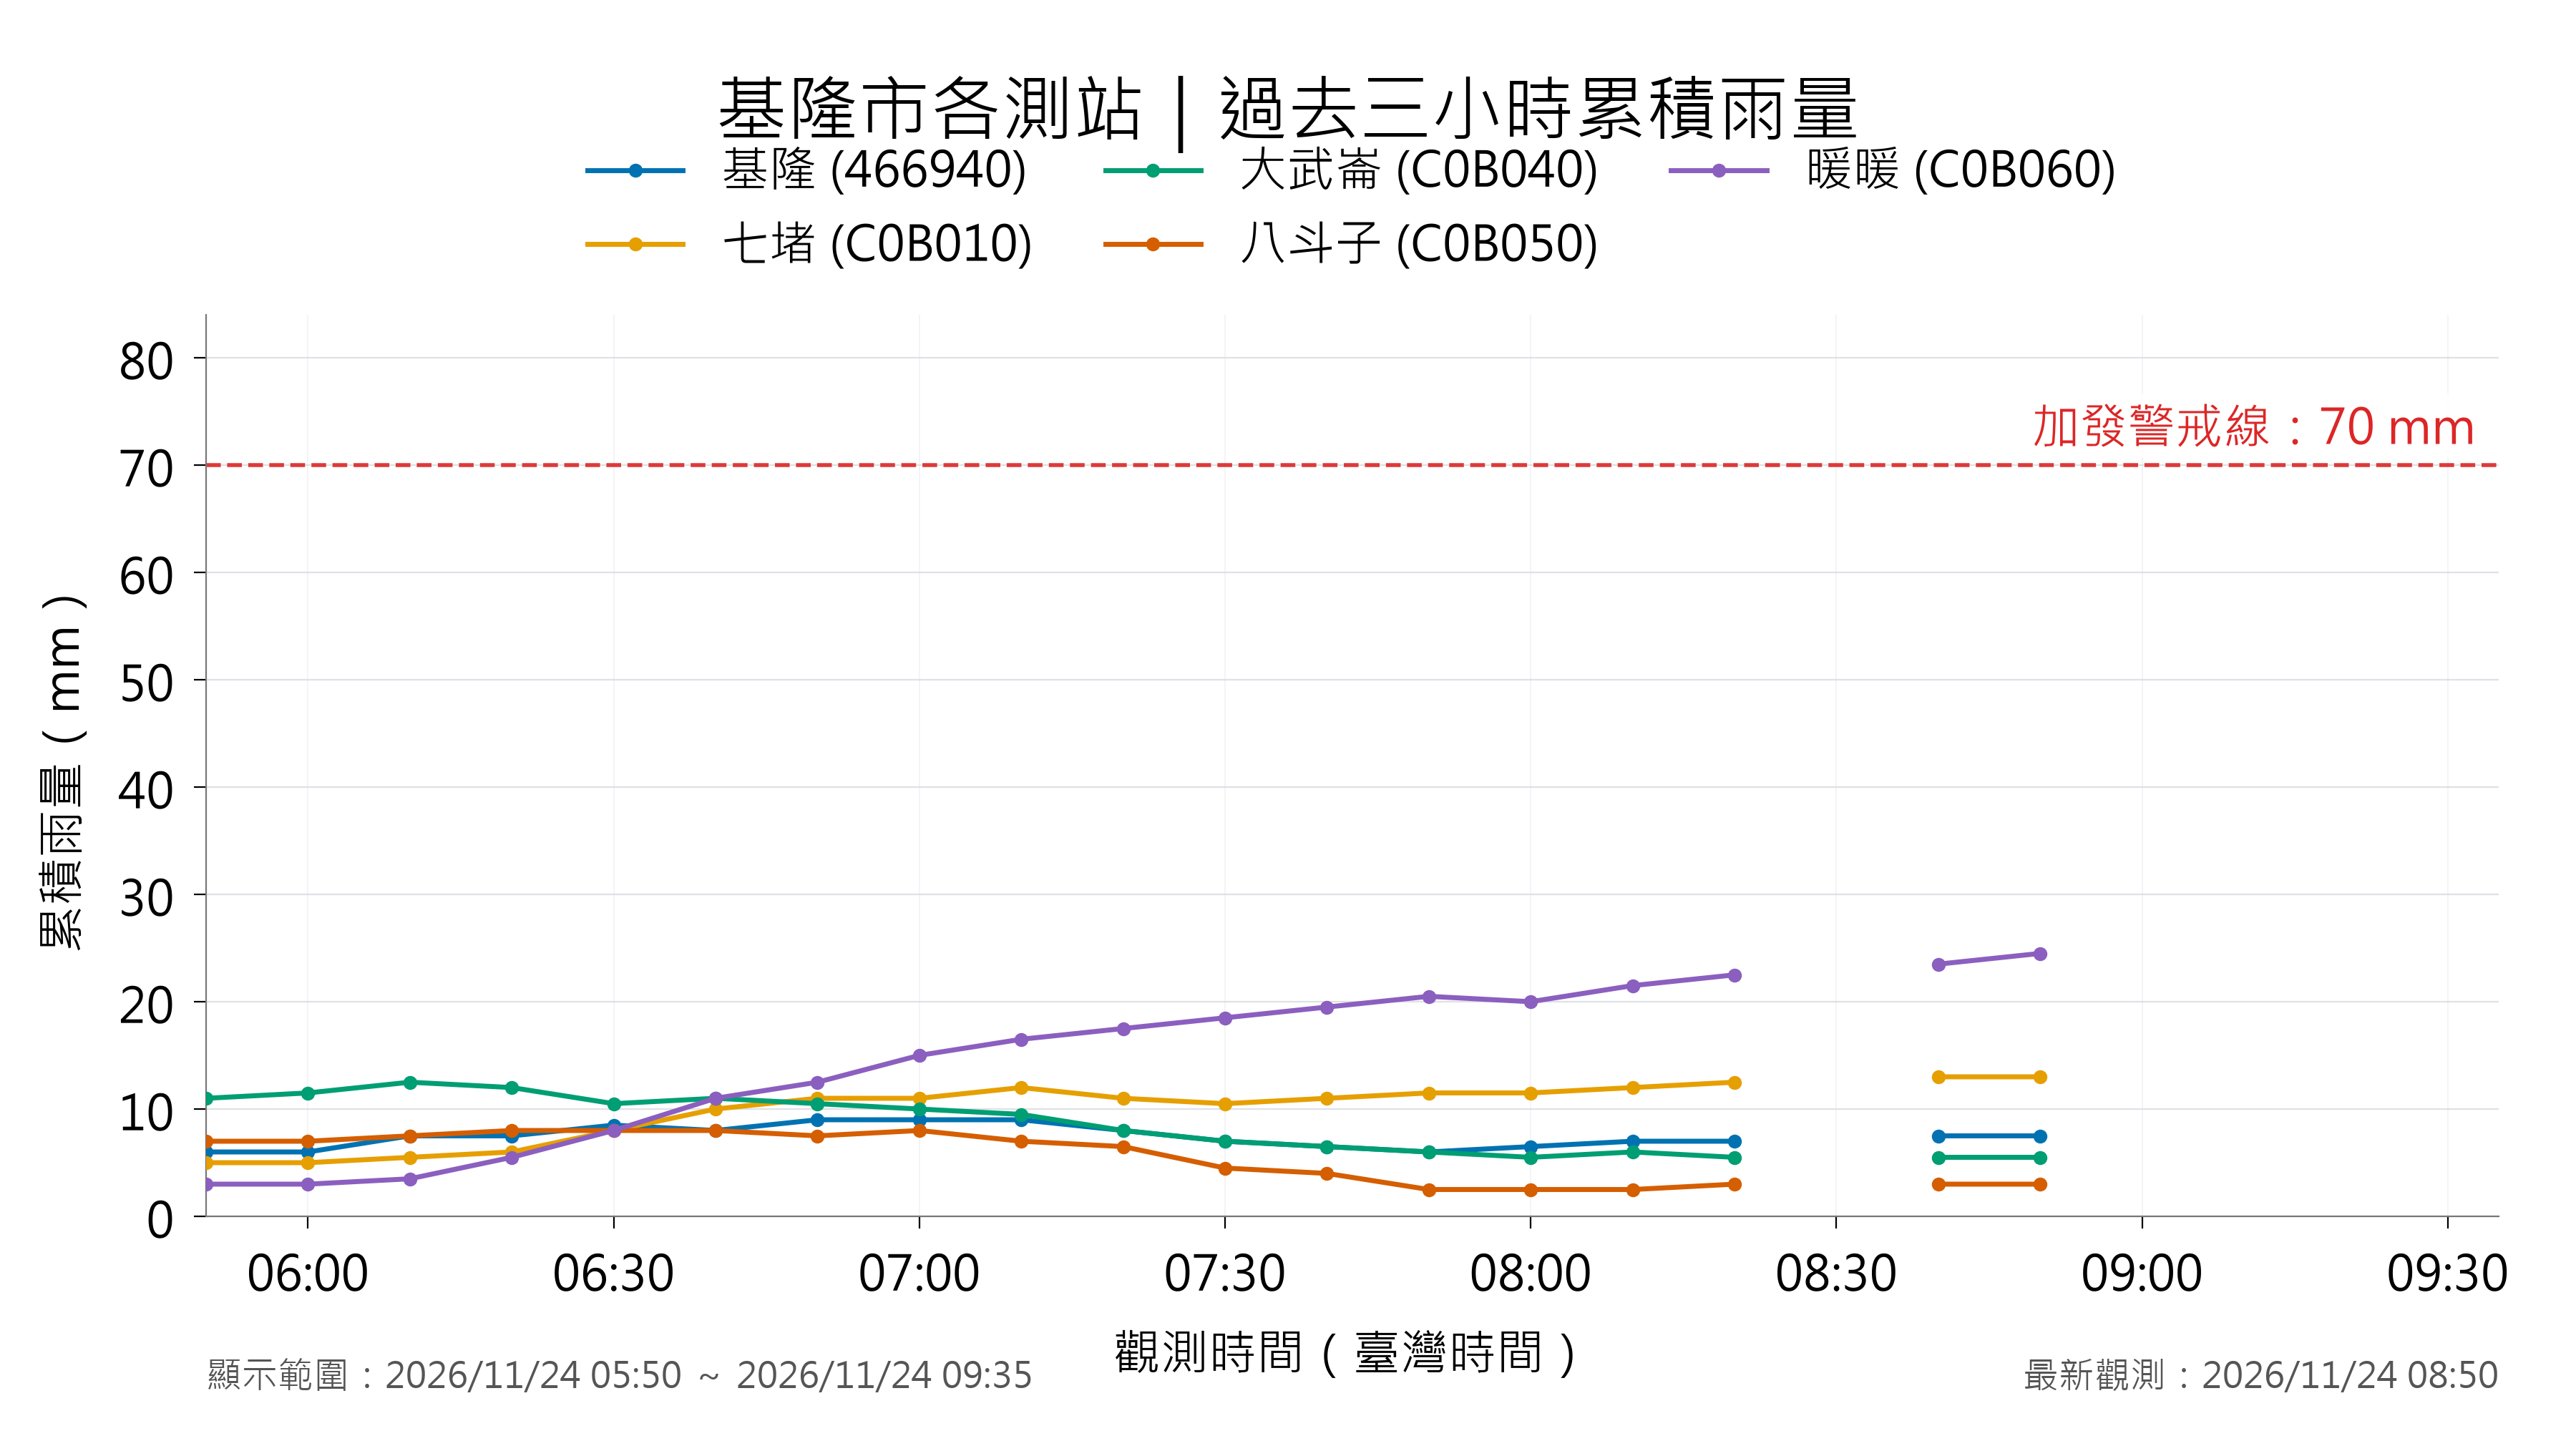 基隆市各測站｜過去三小時累積雨量
基隆 (466940)
大武崙 (C0B040)
暖暖 (C0B060)
七堵 (C0B010)
八斗子 (C0B050)
累積雨量（mm）
80
70
60
50
40
30
20
10
0
加發警戒線：70 mm
06:00 06:30 07:00 07:30 08:00 08:30 09:00 09:30
觀測時間（臺灣時間）
顯示範圍：2026/11/24 05:50 ~ 2026/11/24 09:35
最新觀測：2026/11/24 08:50